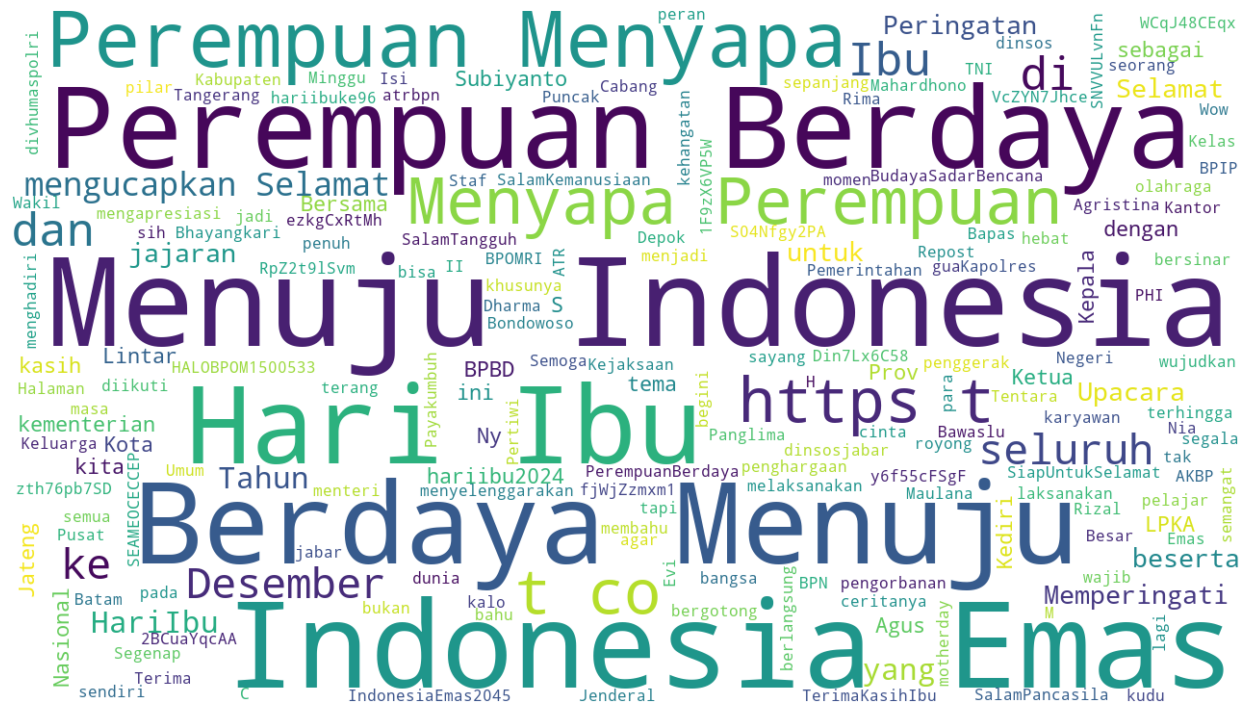 Perempuan Menyapa
peran
Peringatan
WCqJ48CEqx
dinsos
Ibu
sebagai
divhumaspolri
pilar
Kabupaten
Minggu
Isi
Subiyanto
Cabang
sepanjang
TNI
di
seorang
SNVVULvnFn
Selamat
Tangerang
hariibuke96
atrbpn
Puncak
Rima
Mahardhono
VcZYN7Jhce
Wow
Perempuan Berdaya
Kelas
kehangatan
1F9zX6VP5W
BPIP
mengucapkan Selamat
Staf
SalamKemanusiaan
momen
BudayaSadarBencana
olahraga
Wakil
Menyapa Perempuan
Agristina
Kantor
mengapresiasi
jadi
Bersama
ezkgCxRtMh
dan
sih
Bhayangkari
penuh
SalamTangguh
Depok
S04Nfgy2PA
Bapas
hebat
dengan
jajaran
menjadi
untuk
Repost
menghadiri
RpZ2t9lSvm
bisa
II
BPOMRI
ATR
Pemerintahan
guaKapolres
Kepala
bersinar
khusunya
Menuju Indonesia
Dharma
S
PHI
Bondowoso
kasih
Lintar
HALOBPOM1500533
Payakumbuh
BPBD
Semoga
Kejaksaan
sayang
Din7Lx6C58
penggerak
Negeri
wujudkan
Halaman
diikuti
terang
ini
tema
begini
https t
H
Prov
para
Ketua
Tentara
Upacara
masa
Hari Ibu
kementerian
Pertiwi
karyawan
terhingga
Keluarga
Kota
Ny
Panglima
cinta
Bawaslu
Nia
kita
dinsosjabar
royong
seluruh
tak
segala
Umum
Tahun
hariibu2024
PerempuanBerdaya
penghargaan
y6f55cFSgF
SiapUntukSelamat
AKBP
zth76pb7SD
SEAMEOCECCEP
menteri
menyelenggarakan
fjWjZzmxm1
melaksanakan
Maulana
laksanakan
pelajar
semangat
Berdaya Menuju
tapi
Rizal
Emas
semua
membahu
Kediri
LPKA
Pusat
Jateng
agar
Besar
ke
jabar
beserta
Desember
dunia
t co
Evi
bangsa
BPN
pengorbanan
wajib
Nasional
Batam
pada
bukan
kalo
ceritanya
Memperingati
HariIbu
bahu
bergotong
berlangsung
motherday
M
2BCuaYqcAA
Indonesia Emas
Agus
lagi
Segenap
Terima
yang
sendiri
C
IndonesiaEmas2045
Jenderal
TerimaKasihIbu
SalamPancasila
kudu